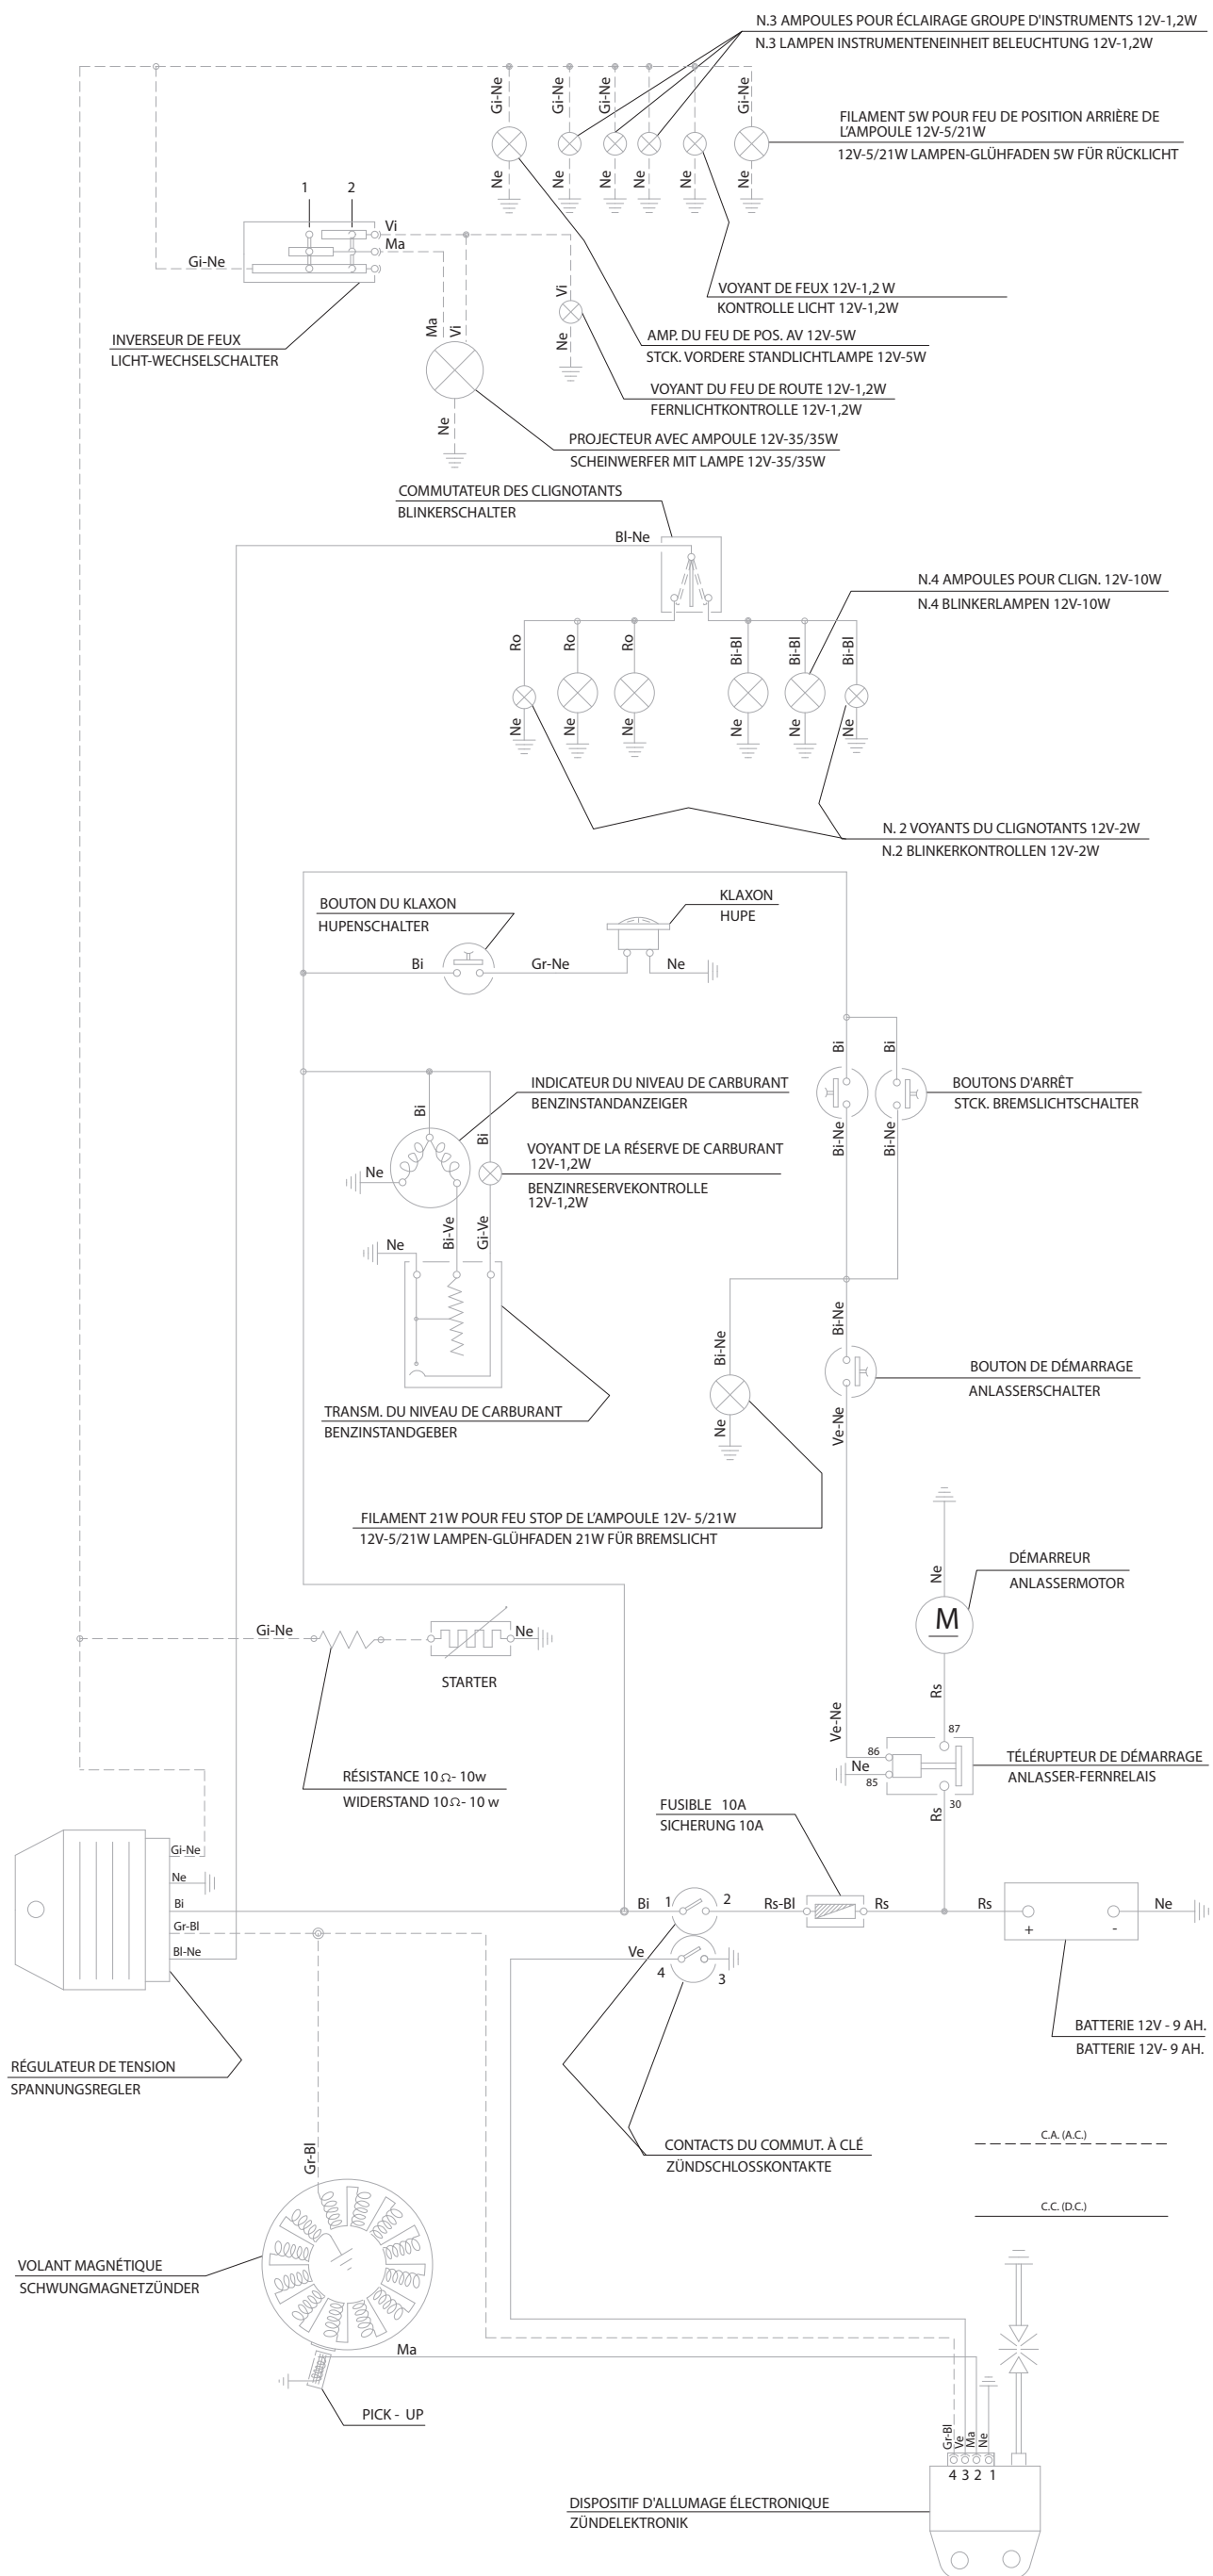 N.3 AMPOULES POUR ÉCLAIRAGE GROUPE D'INSTRUMENTS 12V-1,2W
N.3 LAMPEN INSTRUMENTENEINHEIT BELEUCHTUNG 12V-1,2W
Gi-Ne
Gi-Ne
Gi-Ne
Gi-Ne
FILAMENT 5W POUR FEU DE POSITION ARRIÈRE DE
L'AMPOULE 12V-5/21W
12V-5/21W LAMPEN-GLÜHFADEN 5W FÜR RÜCKLICHT
Ne
Ne
Ne
Ne
Ne
Ne
1
2
Vi
Ma
Gi-Ne
VOYANT DE FEUX 12V-1,2 W
KONTROLLE LICHT 12V-1,2W
Vi
Ma
Vi
Ne
INVERSEUR DE FEUX
LICHT-WECHSELSCHALTER
AMP. DU FEU DE POS. AV 12V-5W
STCK. VORDERE STANDLICHTLAMPE 12V-5W
VOYANT DU FEU DE ROUTE 12V-1,2W
FERNLICHTKONTROLLE 12V-1,2W
Ne
PROJECTEUR AVEC AMPOULE 12V-35/35W
SCHEINWERFER MIT LAMPE 12V-35/35W
COMMUTATEUR DES CLIGNOTANTS
BLINKERSCHALTER
Bl-Ne
N.4 AMPOULES POUR CLIGN. 12V-10W
N.4 BLINKERLAMPEN 12V-10W
Ro
Ro
Ro
Bi-Bl
Bi-Bl
Bi-Bl
Ne
Ne
Ne
Ne
Ne
Ne
N. 2 VOYANTS DU CLIGNOTANTS 12V-2W
N.2 BLINKERKONTROLLEN 12V-2W
BOUTON DU KLAXON
HUPENSCHALTER
KLAXON
HUPE
Bi
Gr-Ne
Ne
Bi
Bi
INDICATEUR DU NIVEAU DE CARBURANT
BENZINSTANDANZEIGER
BOUTONS D'ARRÊT
STCK. BREMSLICHTSCHALTER
Bi
Bi
Bi-Ne
Bi-Ne
VOYANT DE LA RÉSERVE DE CARBURANT
12V-1,2W
BENZINRESERVEKONTROLLE
12V-1,2W
Ne
Bi-Ve
Gi-Ve
Ne
Bi-Ne
Bi-Ne
BOUTON DE DÉMARRAGE
ANLASSERSCHALTER
TRANSM. DU NIVEAU DE CARBURANT
BENZINSTANDGEBER
Ne
Ve-Ne
FILAMENT 21W POUR FEU STOP DE L'AMPOULE 12V- 5/21W
12V-5/21W LAMPEN-GLÜHFADEN 21W FÜR BREMSLICHT
Ne
DÉMARREUR
ANLASSERMOTOR
M
Gi-Ne
Ne
STARTER
Rs
Ve-Ne
87
86
Ne
85
30
TÉLÉRUPTEUR DE DÉMARRAGE
ANLASSER-FERNRELAIS
RÉSISTANCE 10 Ω- 10w
WIDERSTAND 10Ω- 10 w
FUSIBLE 10A
SICHERUNG 10A
Rs
Gi-Ne
Ne
Bi
Gr-Bl
Bl-Ne
Bi
1
2
Rs-Bl
Rs
Rs
+
-
Ne
Ve
4
3
BATTERIE 12V - 9 AH.
BATTERIE 12V- 9 AH.
RÉGULATEUR DE TENSION
SPANNUNGSREGLER
CONTACTS DU COMMUT. À CLÉ
ZÜNDSCHLOSSKONTAKTE
C.A. (A.C.)
C.C. (D.C.)
Gr-Bl
VOLANT MAGNÉTIQUE
SCHWUNGMAGNETZÜNDER
Ma
PICK - UP
Gr-Bl
Ve
Ma
Ne
4 3 2 1
DISPOSITIF D'ALLUMAGE ÉLECTRONIQUE
ZÜNDELEKTRONIK